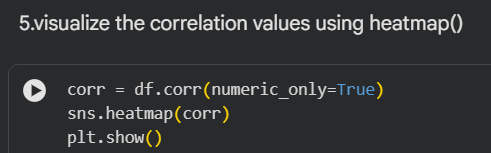 5.visualize the correlation values using heatmap()
corr = df.corr(numeric_only=True)
sns.heatmap(corr)
plt.show()